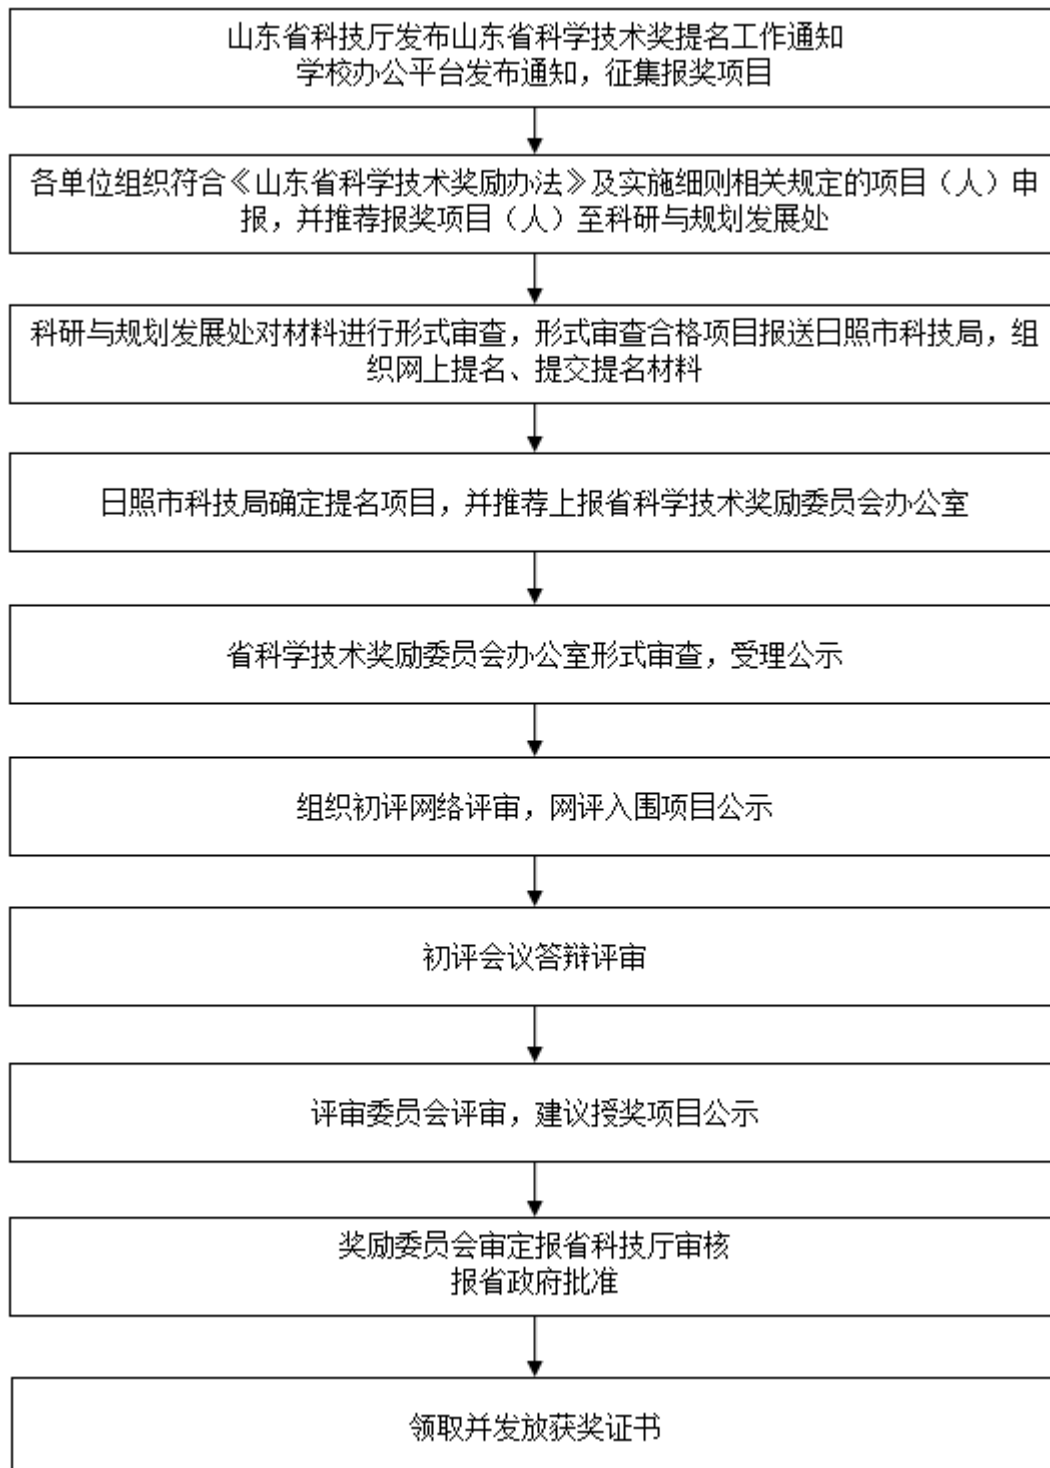 山东省科技厅发布山东省科学技术奖提名工作通知
学校办公平台发布通知，征集报奖项目
各单位组织符合《山东省科学技术奖励办法》及实施细则相关规定的项目（人）申
报，并推荐报奖项目（人）至科研与规划发展处
科研与规划发展处对材料进行形式审查，形式审查合格项目报送日照市科技局，组
织网上提名、提交提名材料
日照市科技局确定提名项目，并推荐上报省科学技术奖励委员会办公室
省科学技术奖励委员会办公室形式审查，受理公示
组织初评网络评审，网评入围项目公示
初评会议答辩评审
评审委员会评审，建议授奖项目公示
奖励委员会审定报省科技厅审核
报省政府批准
领取并发放获奖证书